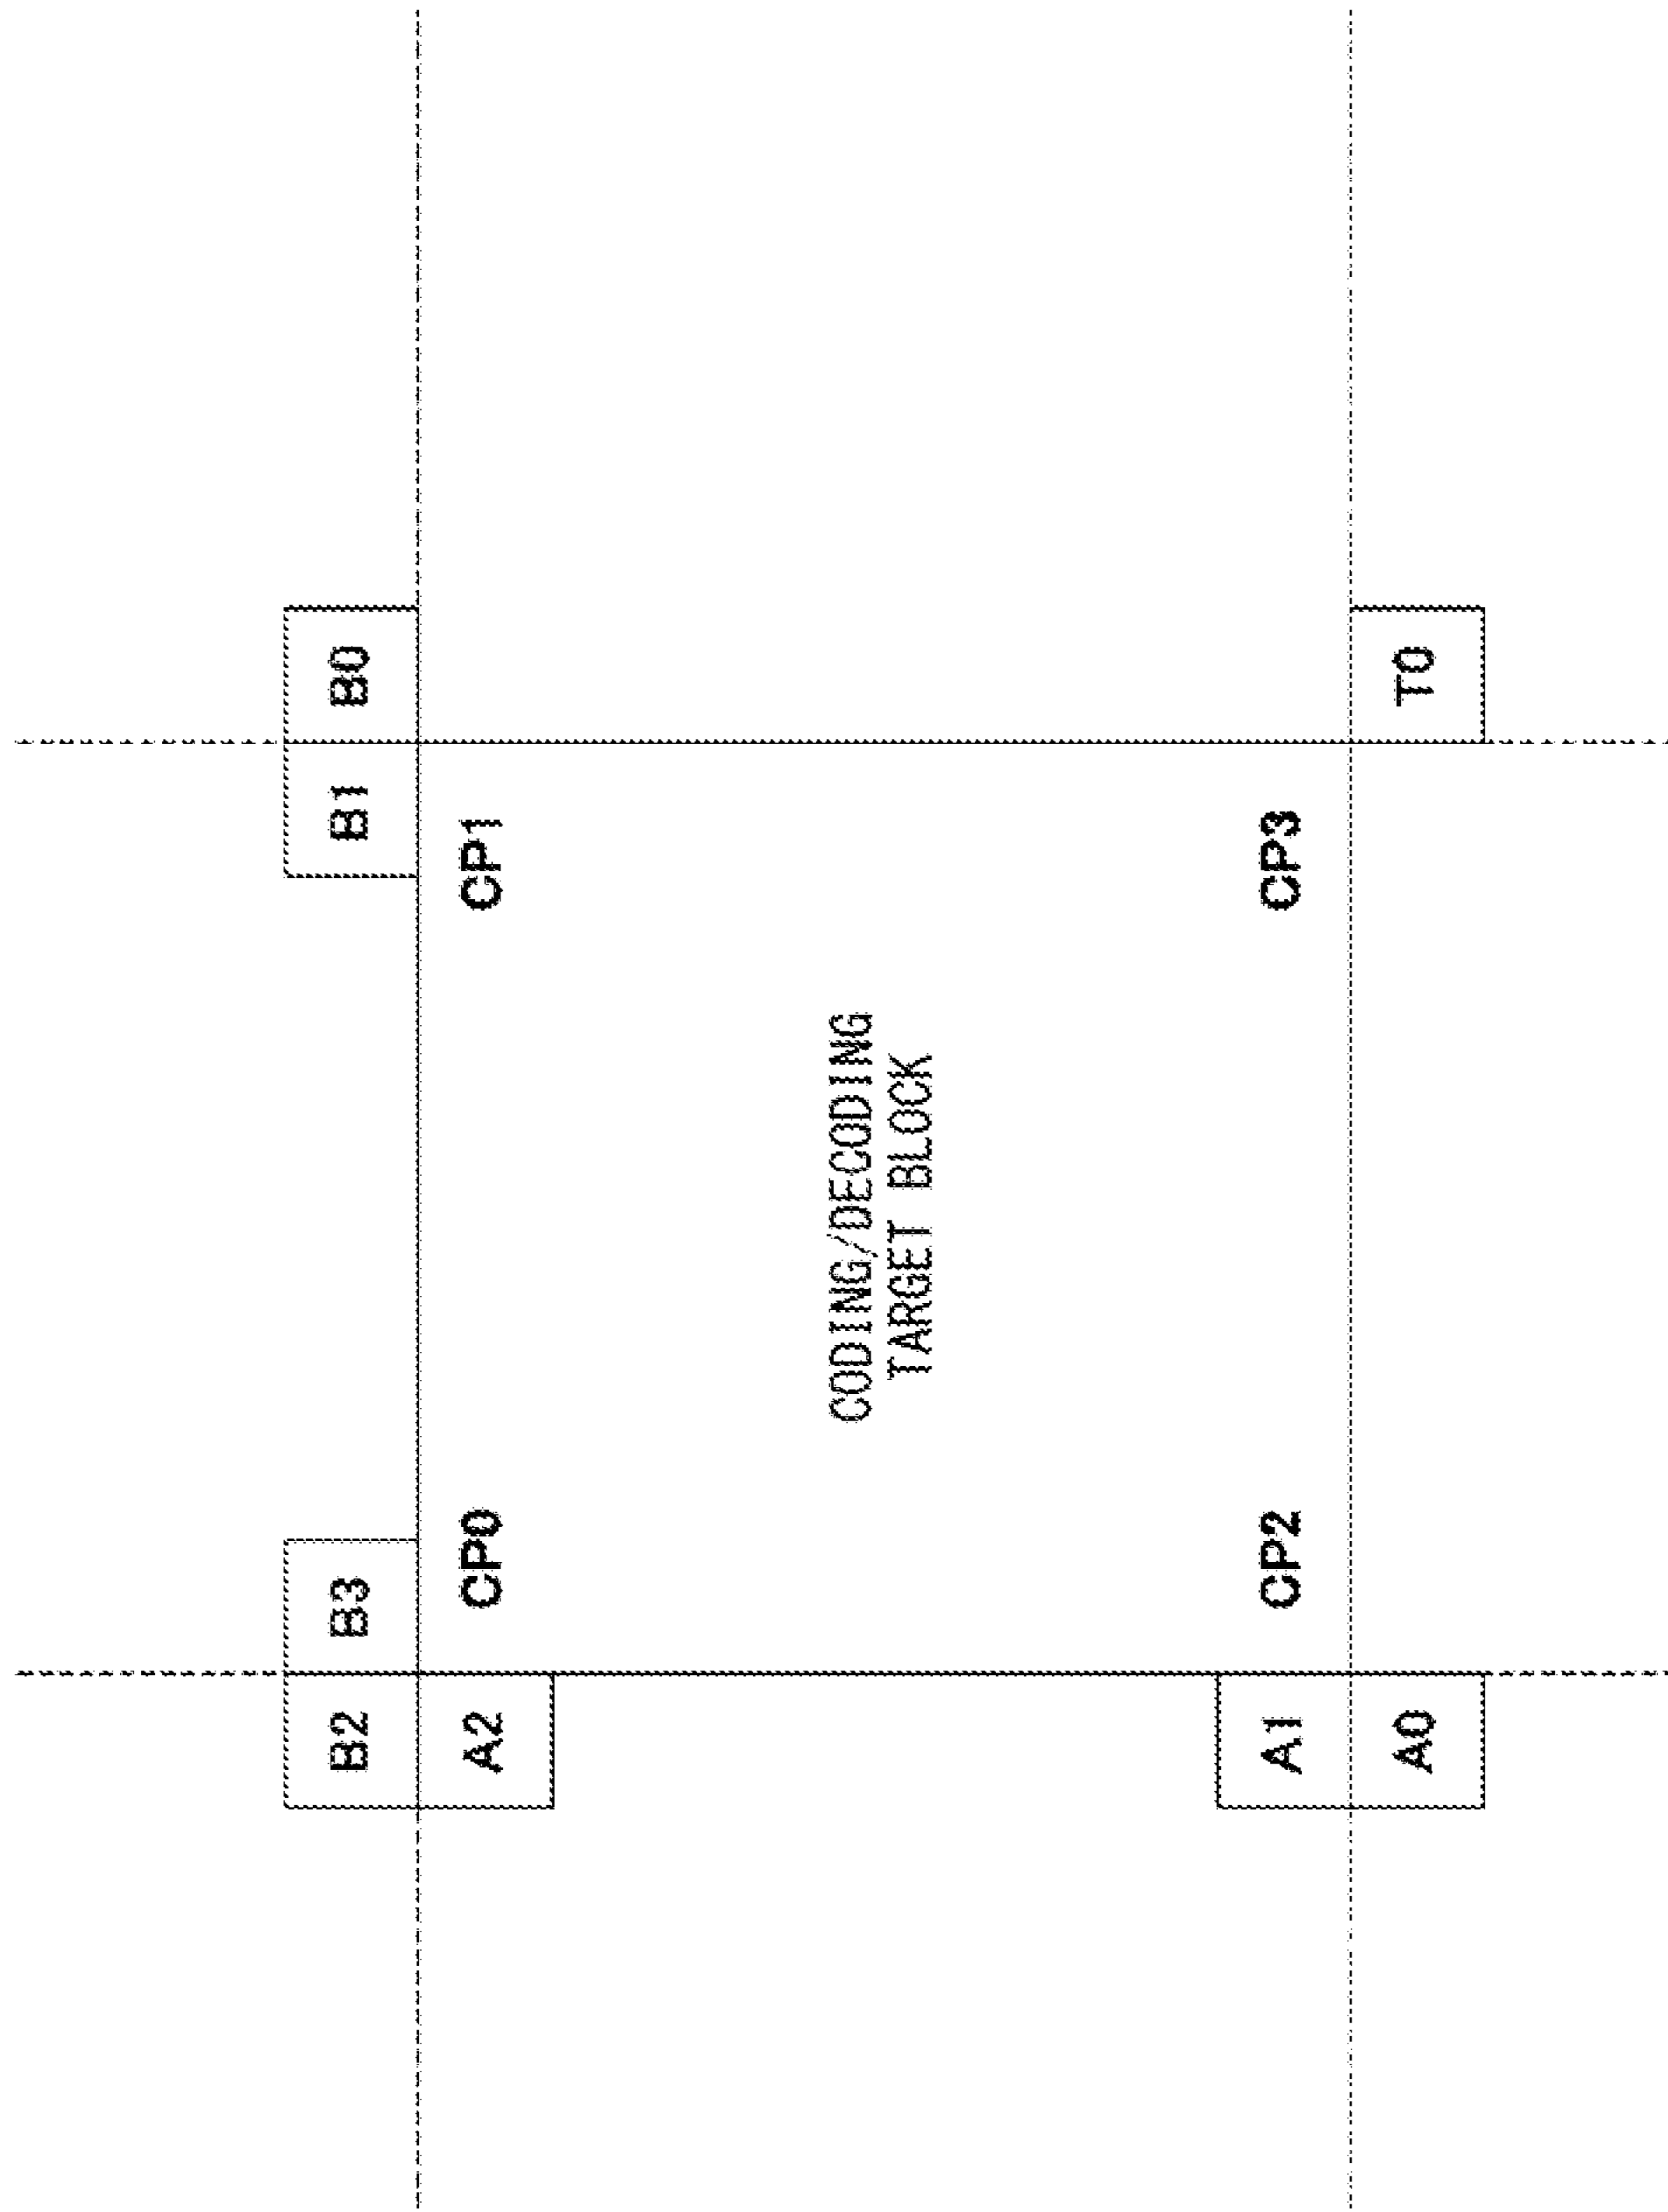 B2
B3
B1
B0
A2
CP0
CP1
CODING/DECODING
TARGET BLOCK
A1
CP2
CP3
A0
T0